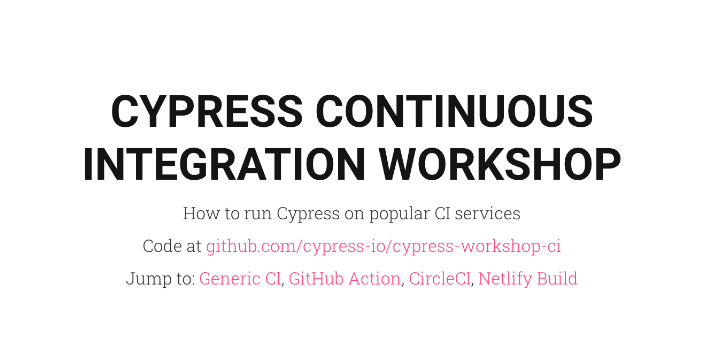 CYPRESS CONTINUOUS
INTEGRATION WORKSHOP
How to run Cypress on popular CI services
Code at github.com/cypress-io/cypress-workshop-ci
Jump to: Generic CI, GitHub Action, CircleCI, Netlify Build